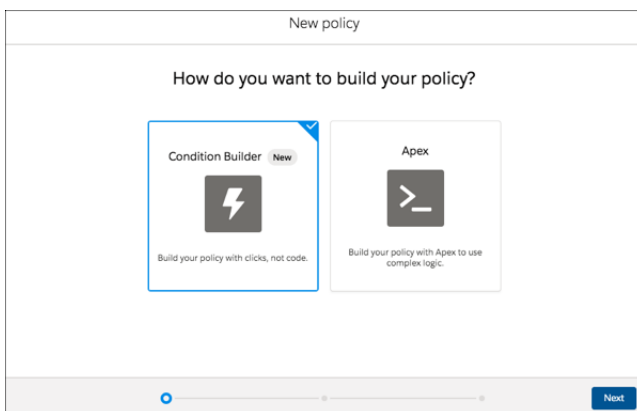 New policy
How do you want to build your policy?
Condition Builder New
Build your policy with clicks, not code.
Apex
Build your policy with Apex to use
complex logic.
Next